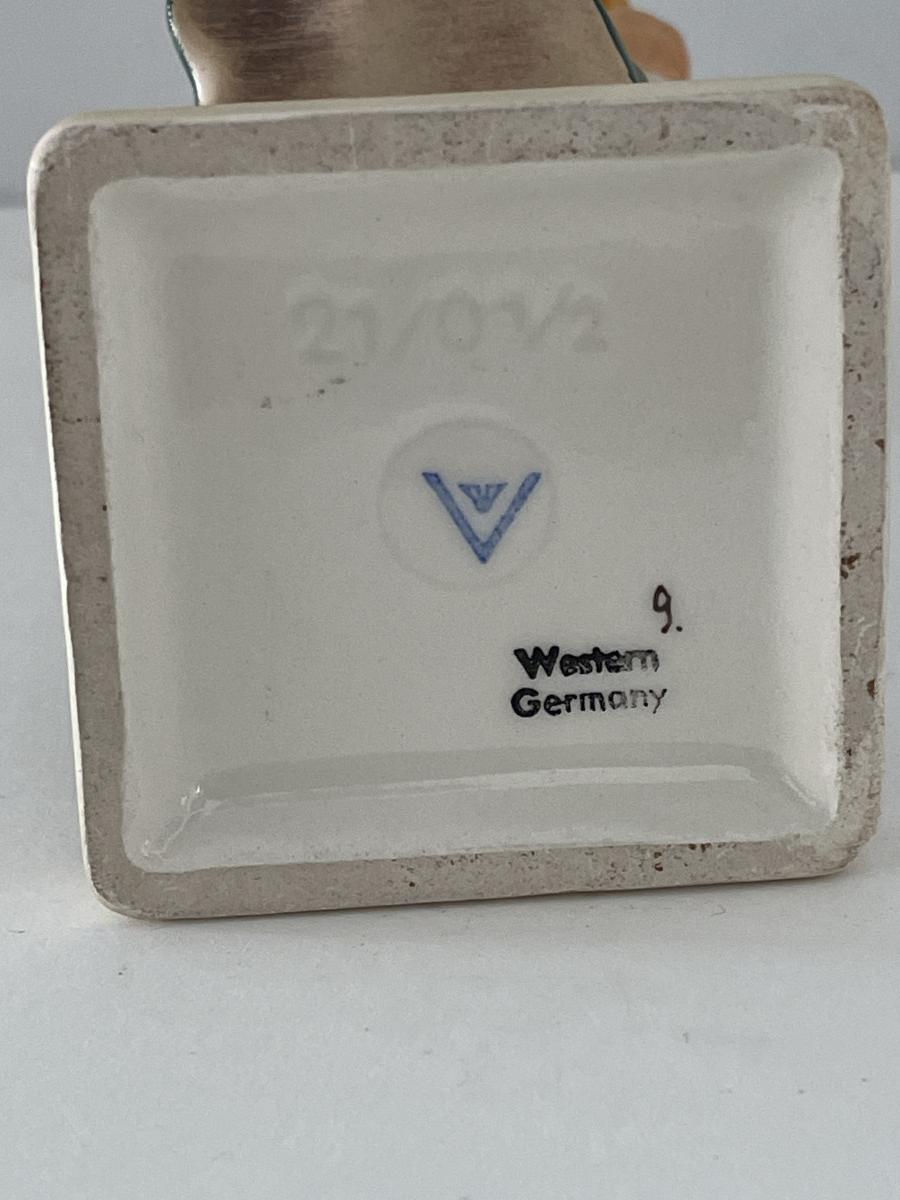 21/0 1/2
V
9.
Western
Germany